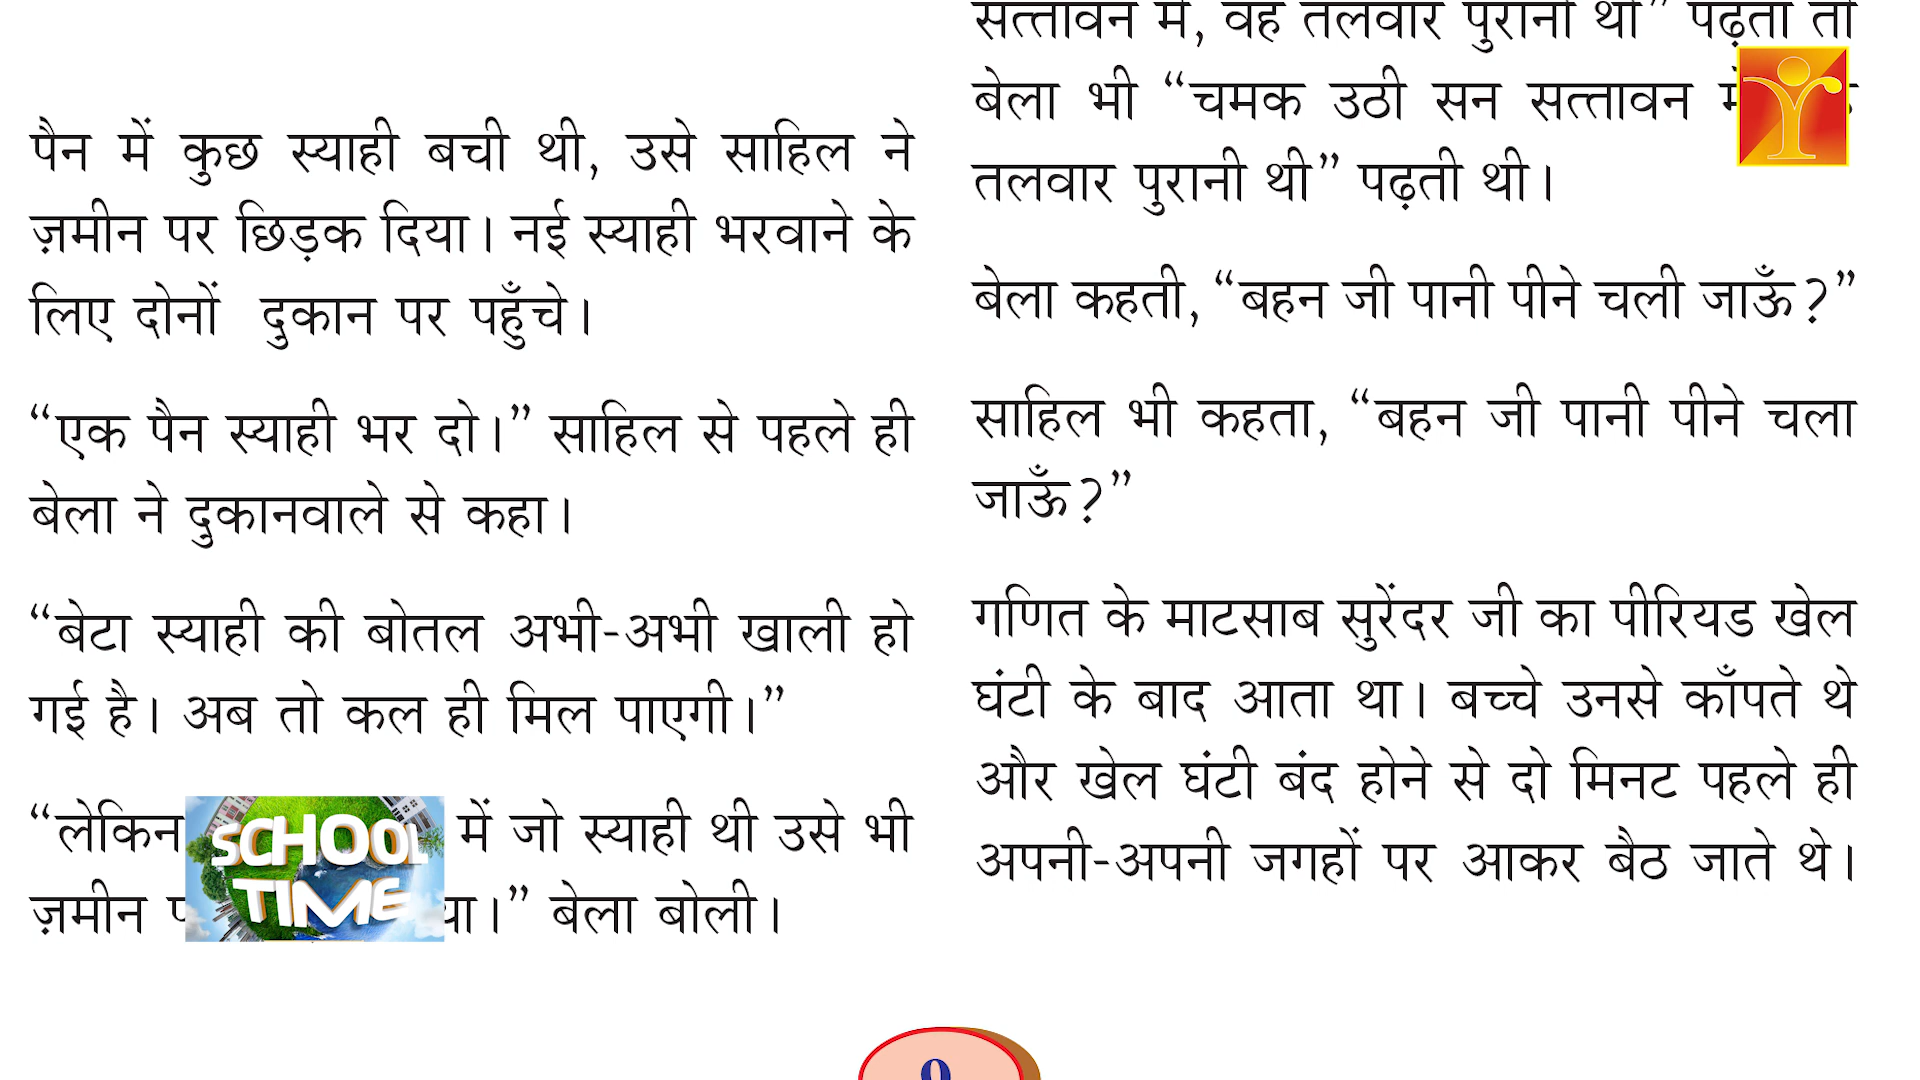 पैन में कुछ स्याही बची थी, उसे साहिल ने
ज़मीन पर छिड़क दिया। नई स्याही भरवाने के
लिए दोनों दुकान पर पहुँचे।
“एक पैन स्याही भर दो।” साहिल से पहले ही
बेला ने दुकानवाले से कहा।
“बेटा स्याही की बोतल अभी-अभी खाली हो
गई है। अब तो कल ही मिल पाएगी।”
“लेकिन में जो स्याही थी उसे भी
ज़मीन बेला बोली।
SCHOOL
TIME
सत्तावन में, वह तलवार पुरानी थी” पढ़ता तो
बेला भी “चमक उठी सन सत्तावन
तलवार पुरानी थी” पढ़ती थी।
बेला कहती, “बहन जी पानी पीने चली जाऊँ?”
साहिल भी कहता, “बहन जी पानी पीने चला
जाऊँ?”
गणित के माटसाब सुरेंदर जी का पीरियड खेल
घंटी के बाद आता था। बच्चे उनसे काँपते थे
और खेल घंटी बंद होने से दो मिनट पहले ही
अपनी-अपनी जगहों पर आकर बैठ जाते थे।